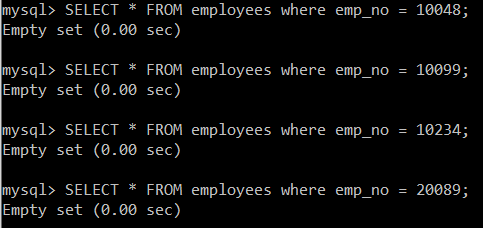 mysql> SELECT * FROM employees where emp_no = 10048;
Empty set (0.00 sec)
mysql> SELECT * FROM employees where emp_no = 10099;
Empty set (0.00 sec)
mysql> SELECT * FROM employees where emp_no = 10234;
Empty set (0.00 sec)
mysql> SELECT * FROM employees where emp_no = 20089;
Empty set (0.00 sec)